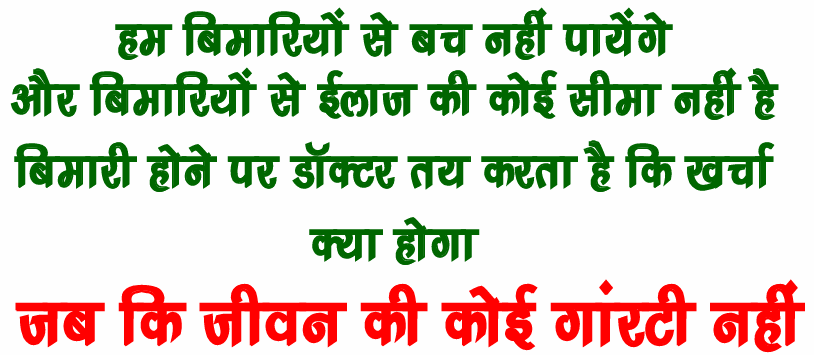 हम बिमारियों से बच नहीं पायेंगे
और बिमारियों से ईलाज की कोई सीमा नहीं है
बिमारी होने पर डॉक्टर तय करता है कि खर्चा
क्या होगा
जब कि जीवन की कोई गांरटी नहीं